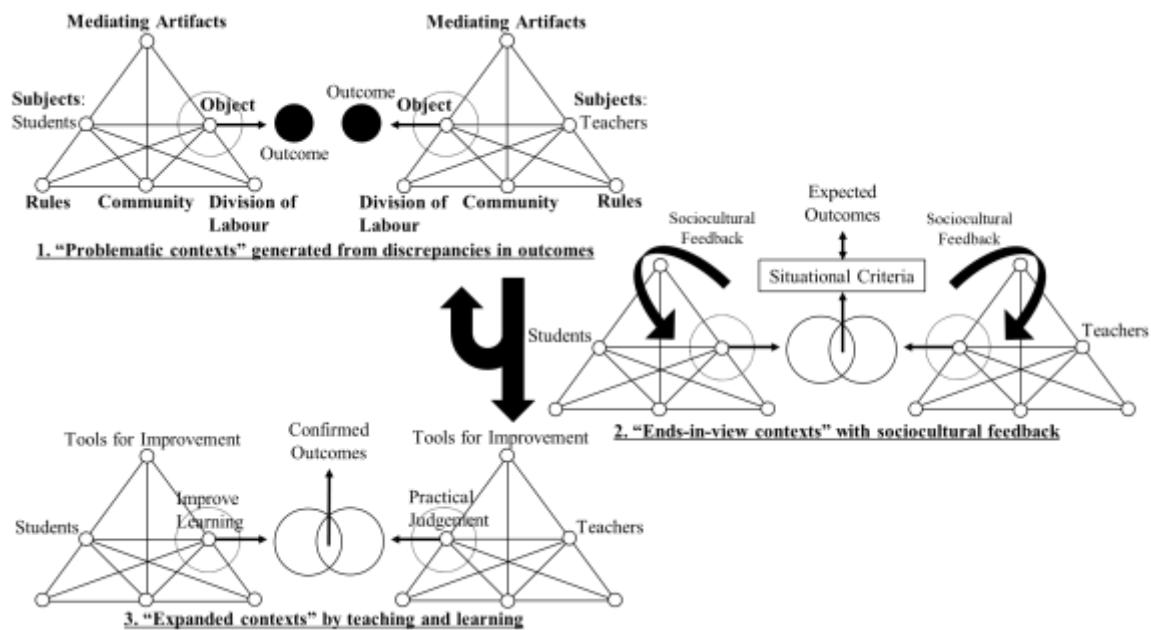 Mediating Artifacts
Mediating Artifacts
Subjects:
Students
Object
Outcome
Outcome
Object
Subjects:
Teachers
Rules
Community
Division of
Labour
Division of
Labour
Community
Rules
1. “Problematic contexts” generated from discrepancies in outcomes
Expected
Outcomes
Sociocultural
Feedback
Sociocultural
Feedback
Situational Criteria
Students
Teachers
2. “Ends-in-view contexts” with sociocultural feedback
Tools for Improvement
Confirmed
Outcomes
Tools for Improvement
Students
Improve
Learning
Practical
Judgement
Teachers
3. “Expanded contexts” by teaching and learning